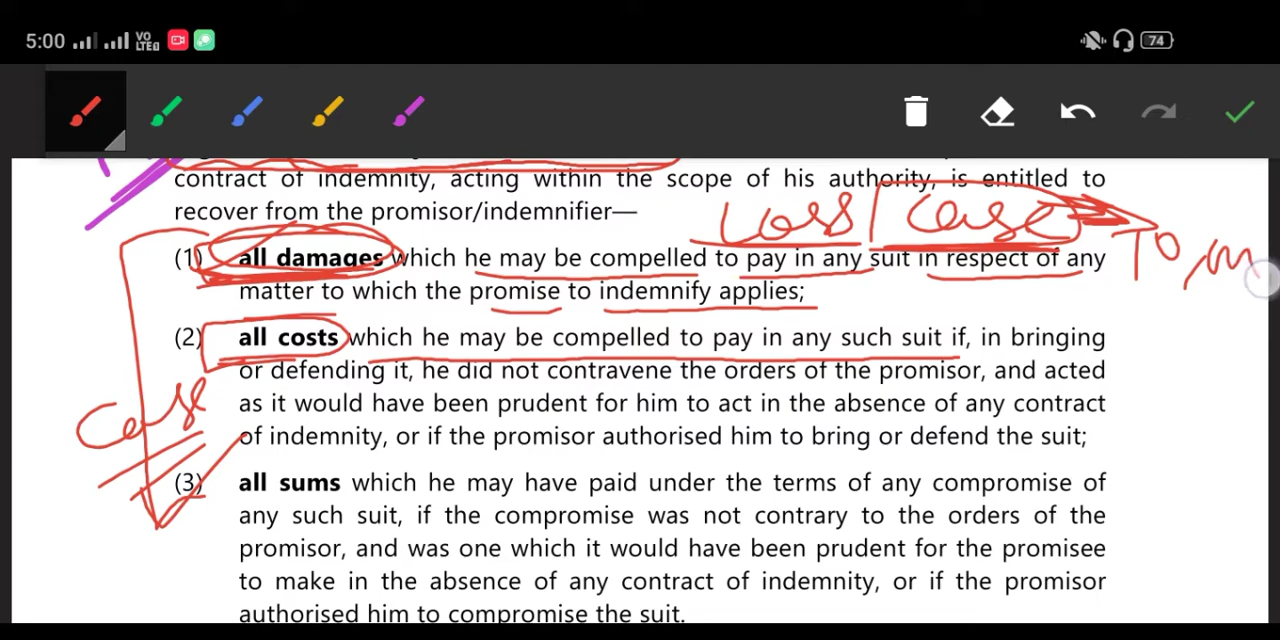 5:00 VO LTE 74
contract of indemnity, acting within the scope of his authority, is entitled to
recover from the promisor/indemnifier—
Loss Case
(1) all damages which he may be compelled to pay in any suit in respect of any
To
matter to which the promise to indemnify applies;
(2) all costs which he may be compelled to pay in any such suit if, in bringing
or defending it, he did not contravene the orders of the promisor, and acted
Case
as it would have been prudent for him to act in the absence of any contract
of indemnity, or if the promisor authorised him to bring or defend the suit;
(3) all sums which he may have paid under the terms of any compromise of
any such suit, if the compromise was not contrary to the orders of the
promisor, and was one which it would have been prudent for the promisee
to make in the absence of any contract of indemnity, or if the promisor
authorised him to compromise the suit.